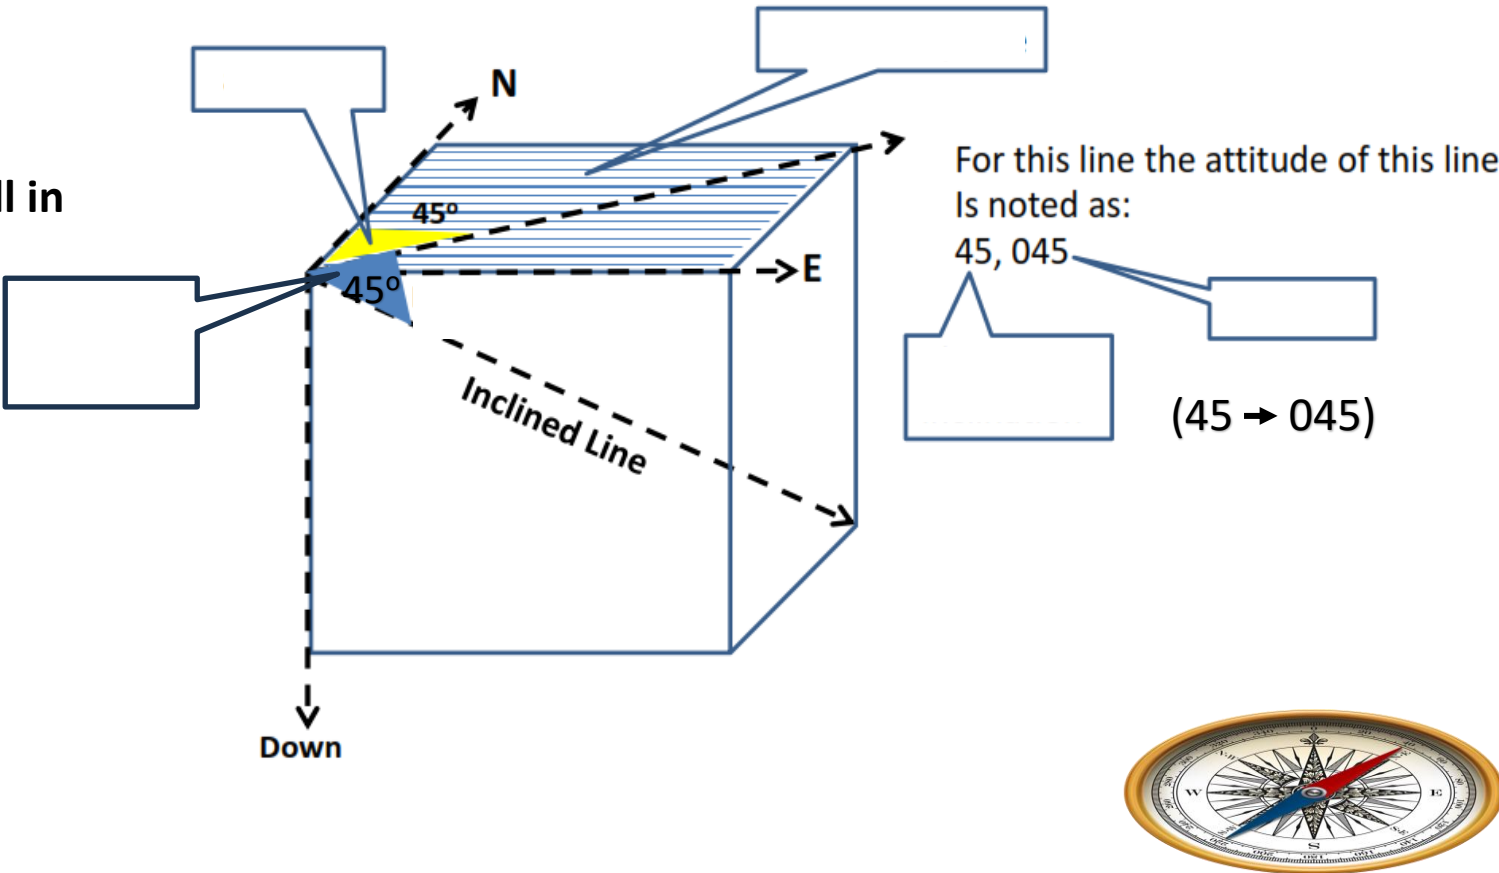 ll in
N
45º
E
45º
Inclined Line
Down
For this line the attitude of this line
Is noted as:
45, 045
(45 → 045)
W
E
S